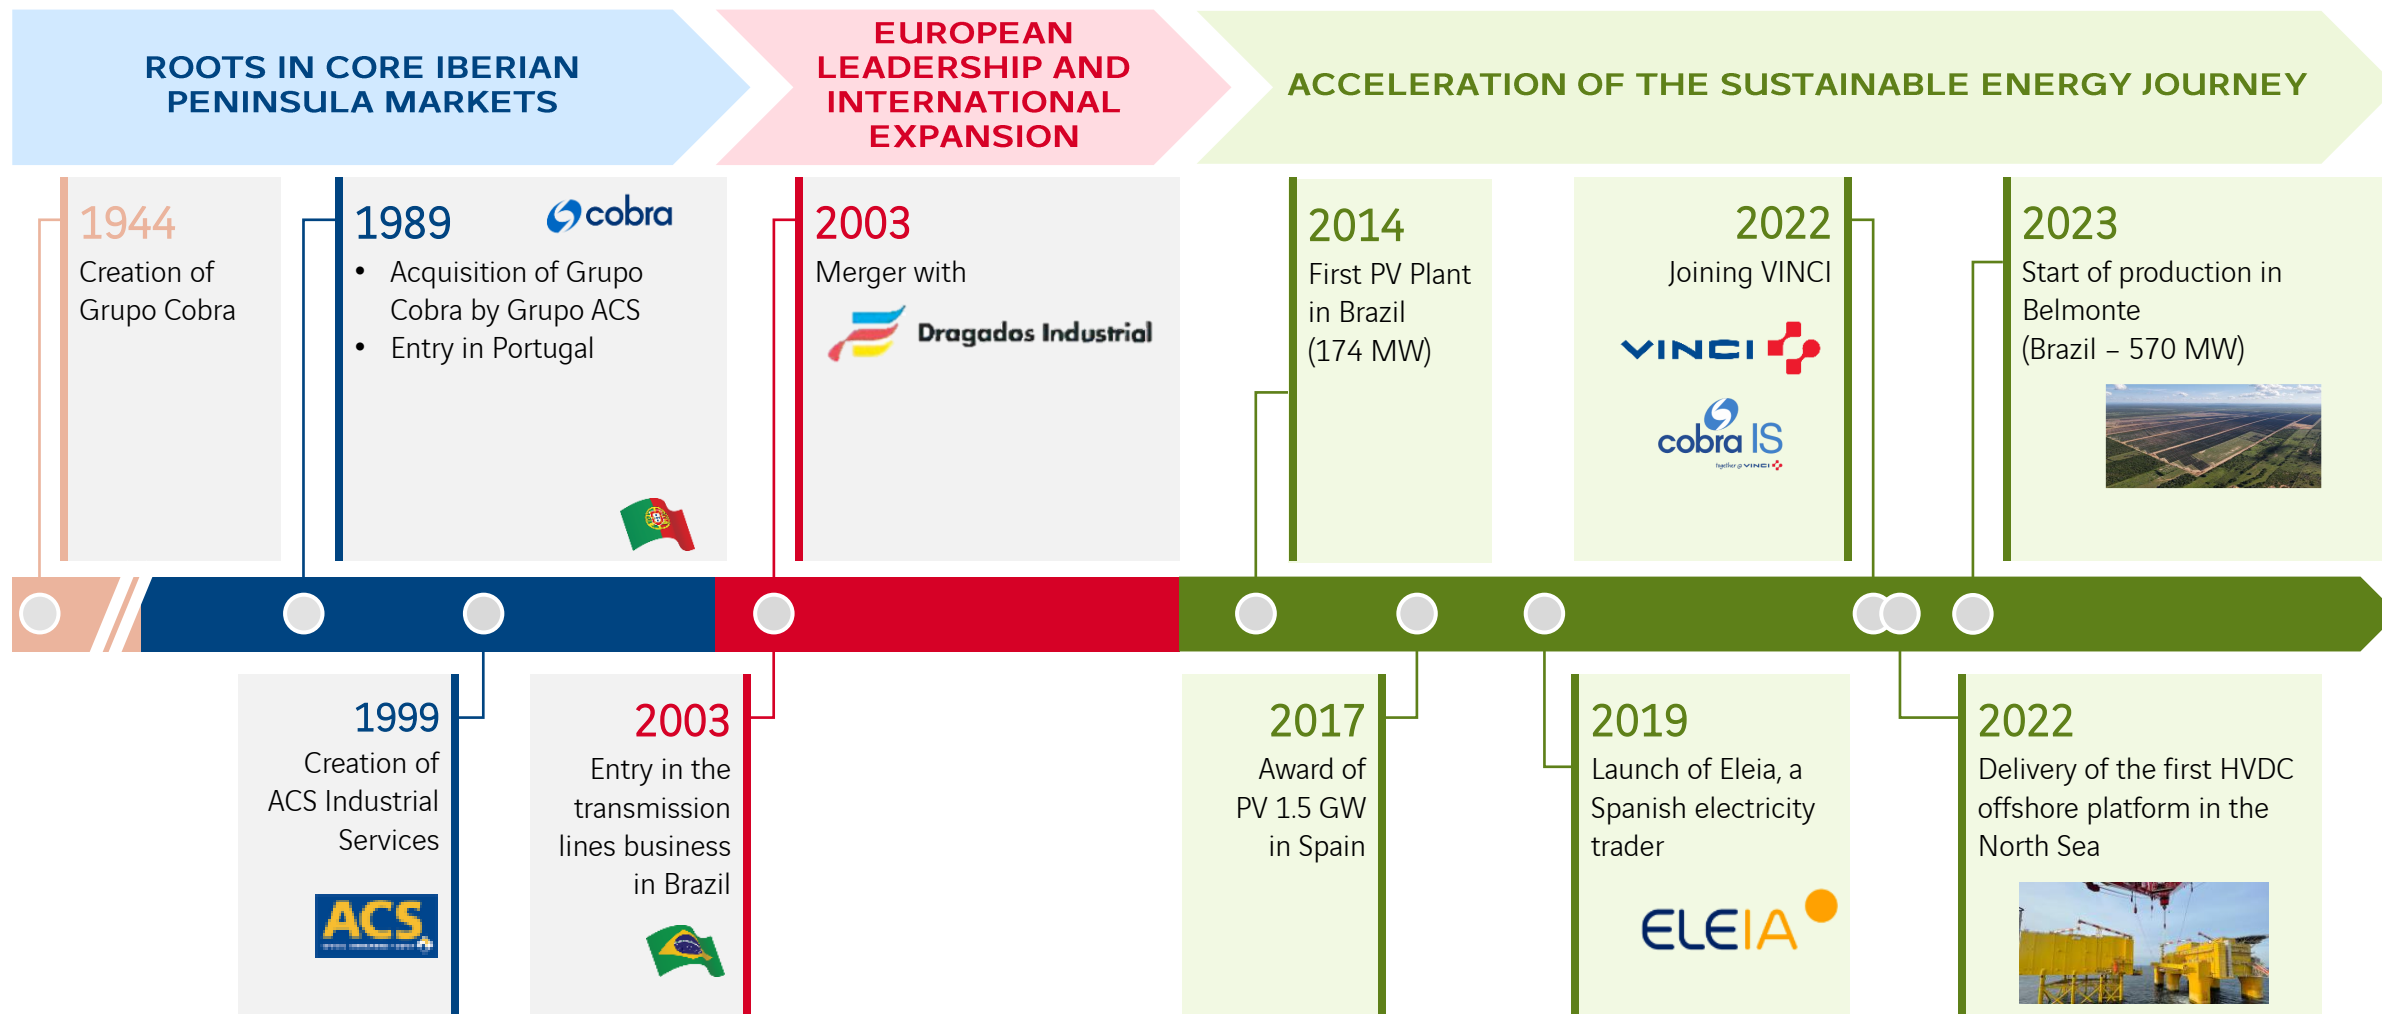 ROOTS IN CORE IBERIAN
PENINSULA MARKETS
EUROPEAN
LEADERSHIP AND
INTERNATIONAL
EXPANSION
ACCELERATION OF THE SUSTAINABLE ENERGY JOURNEY
1944
Creation of
Grupo Cobra
1989
cobra
• Acquisition of Grupo
Cobra by Grupo ACS
• Entry in Portugal
2003
Merger with
Dragados Industrial
2014
First PV Plant
in Brazil
(174 MW)
2022
Joining VINCI
VINCI
cobra IS
together @ VINCI
2023
Start of production in
Belmonte
(Brazil – 570 MW)
1999
Creation of
ACS Industrial
Services
ACS
2003
Entry in the
transmission
lines business
in Brazil
2017
Award of
PV 1.5 GW
in Spain
2019
Launch of Eleia, a
Spanish electricity
trader
ELEIA
2022
Delivery of the first HVDC
offshore platform in the
North Sea